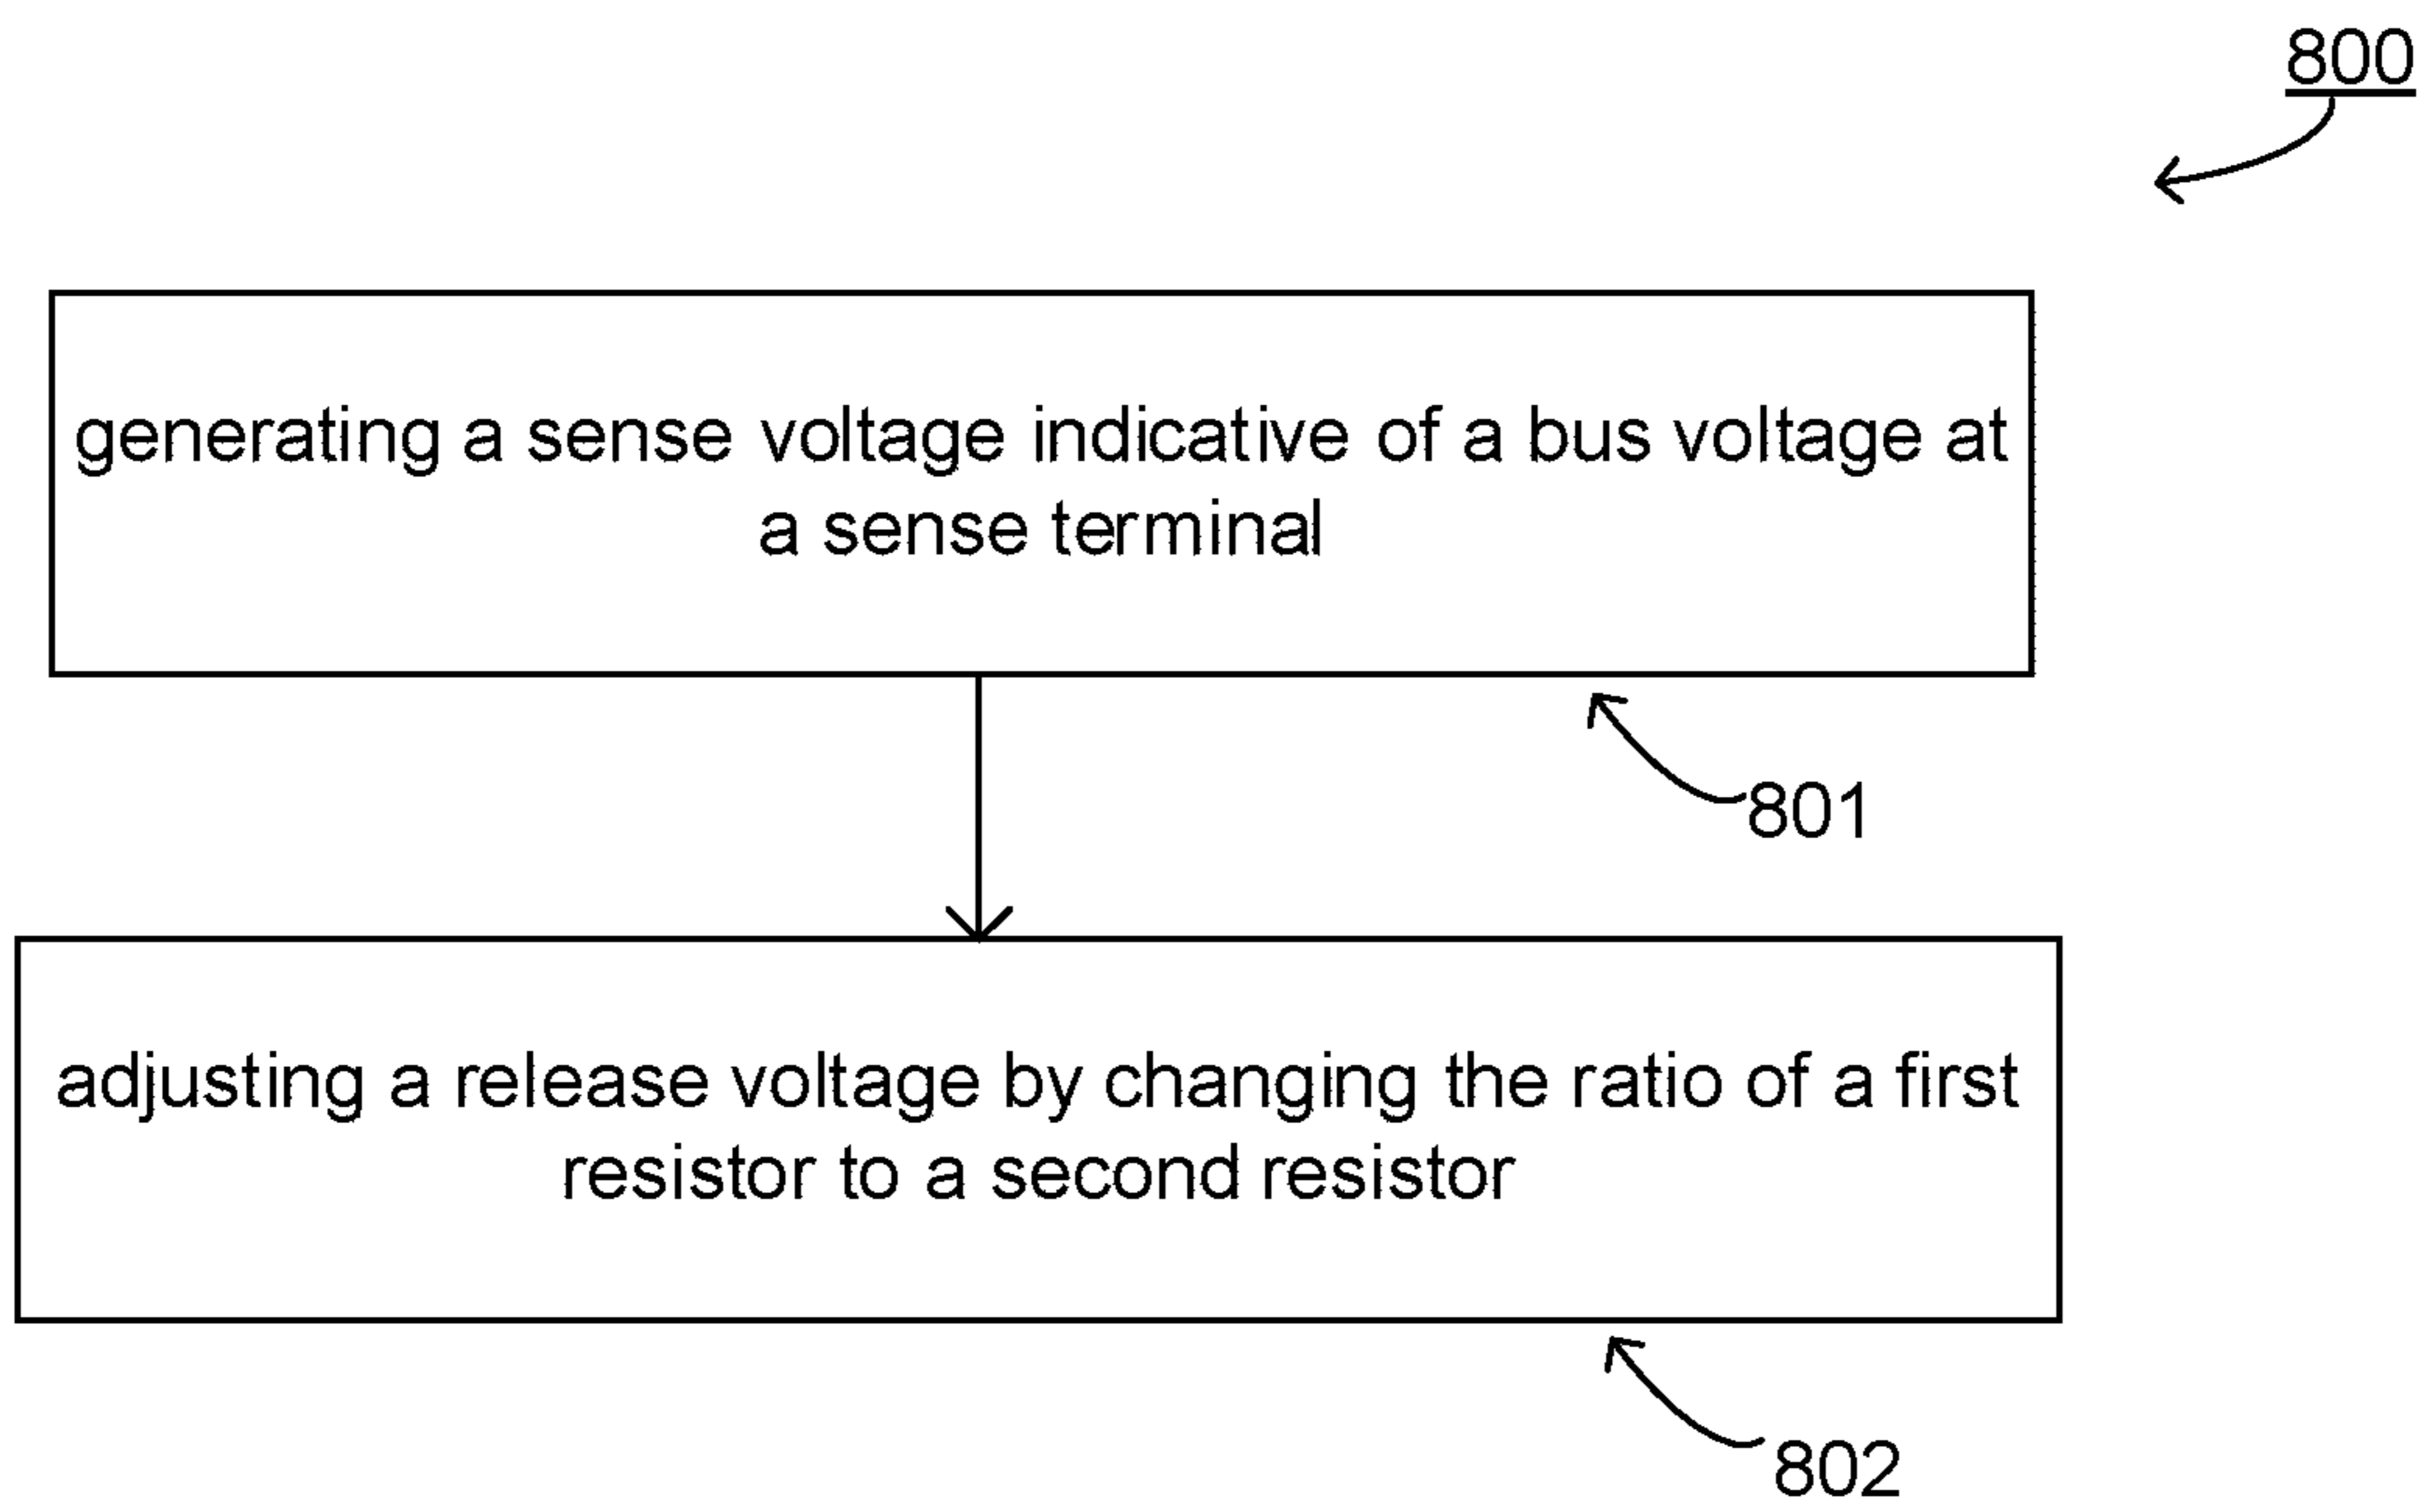 800
generating a sense voltage indicative of a bus voltage at
a sense terminal
801
adjusting a release voltage by changing the ratio of a first
resistor to a second resistor
802